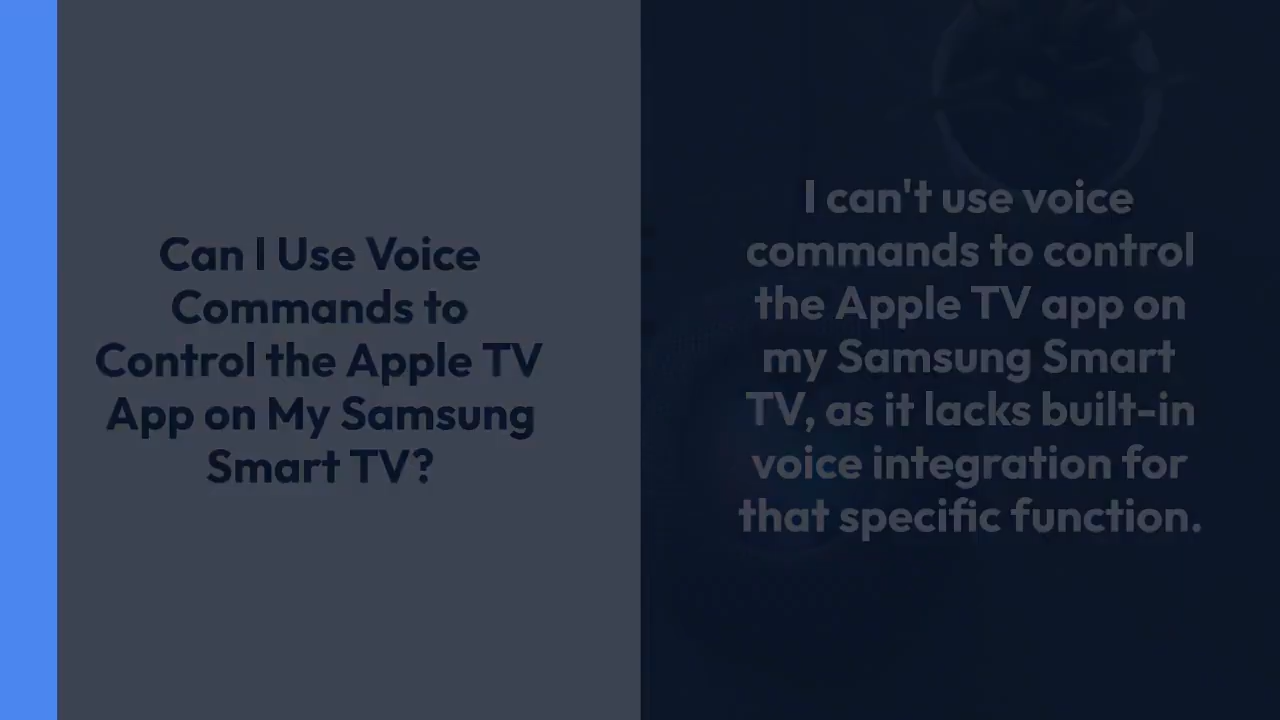 Can I Use Voice
Commands to
Control the Apple TV
App on My Samsung
Smart TV?
I can't use voice
commands to control
the Apple TV app on
my Samsung Smart
TV, as it lacks built-in
voice integration for
that specific function.